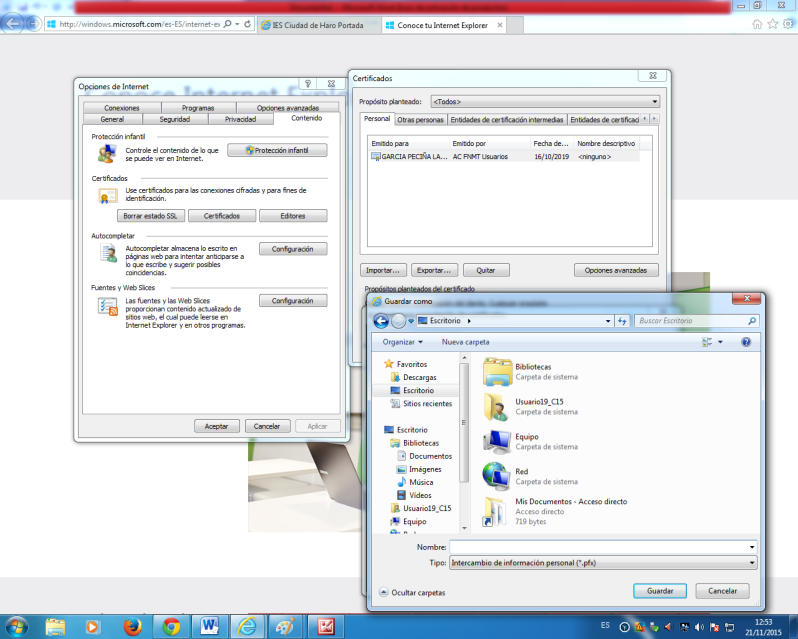 http://windows.microsoft.com/es-ES/internet-ex
IES Ciudad de Haro Portada
Conoce tu Internet Explorer
Opciones de Internet
Conexiones
Programas
Opciones avanzadas
General
Seguridad
Privacidad
Contenido
Protección infantil
Controle el contenido de lo que
se puede ver en Internet.
Protección infantil
Certificados
Use certificados para las conexiones cifradas y para fines de
identificación.
Borrar estado SSL
Certificados
Editores
Autocompletar
Autocompletar almacena lo escrito en
páginas web para intentar anticiparse a
lo que escribe y sugerir posibles
coincidencias.
Configuración
Fuentes y Web Slices
Las fuentes y las Web Slices
proporcionan contenido actualizado de
sitios web, el cual puede leerse en
Internet Explorer y en otros programas.
Configuración
Aceptar
Cancelar
Aplicar
Certificados
Propósito planteado:
<Todos>
Personal
Otras personas
Entidades de certificación intermedias
Entidades de certificaci
Emitido para
Emitido por
Fecha de...
Nombre descriptivo
GARCIA PECIÑA LA...
AC FNMT Usuarios
16/10/2019
<ninguno>
Importar...
Exportar...
Quitar
Opciones avanzadas
Propósitos planteados del certificado
Guardar como
Escritorio
Buscar Escritorio
Organizar
Nueva carpeta
Favoritos
Descargas
Escritorio
Sitios recientes
Escritorio
Bibliotecas
Documentos
Imágenes
Música
Vídeos
Usuario19_C15
Equipo
Bibliotecas
Carpeta de sistema
Usuario19_C15
Carpeta de sistema
Equipo
Carpeta de sistema
Red
Carpeta de sistema
Mis Documentos - Acceso directo
Acceso directo
719 bytes
Nombre:
Tipo:
Intercambio de información personal (*.pfx)
Ocultar carpetas
Guardar
Cancelar
ES
12:53
21/11/2015